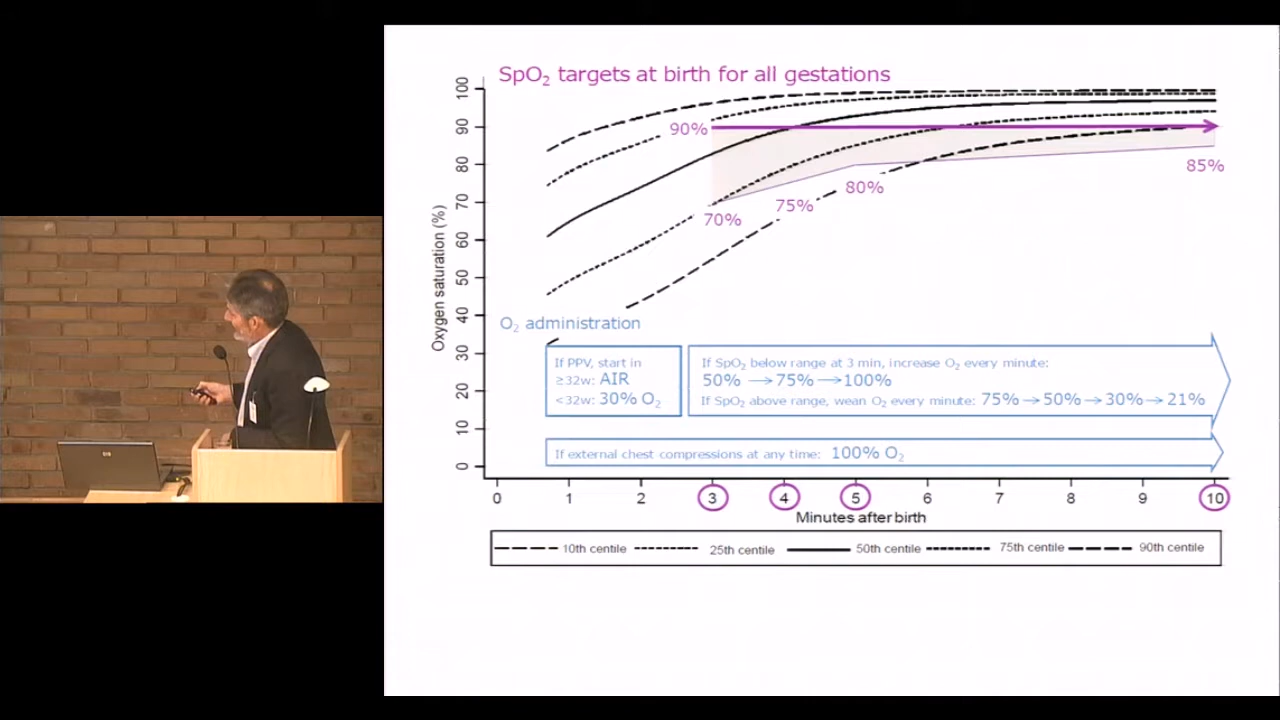 SpO₂ targets at birth for all gestations
Oxygen saturation (%)
100
90
80
70
60
50
40
30
20
10
0
90%
70%
75%
80%
85%
O₂ administration
If PPV, start in
≥32w: AIR
<32w: 30% O₂
If SpO₂ below range at 3 min, increase O₂ every minute:
50% → 75% → 100%
If SpO₂ above range, wean O₂ every minute: 75% → 50% → 30% → 21%
If external chest compressions at any time: 100% O₂
0 1 2 3 4 5 6 7 8 9 10
Minutes after birth
10th centile 25th centile 50th centile 75th centile 90th centile
hp